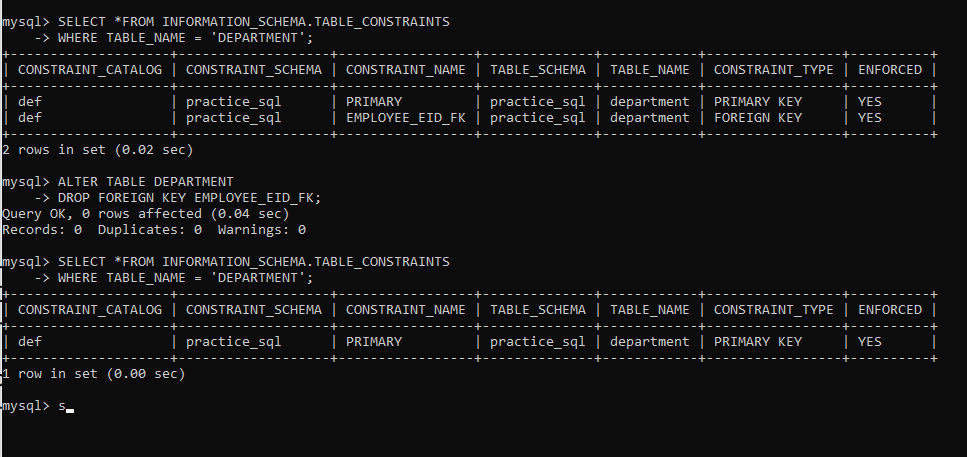 mysql> SELECT *FROM INFORMATION_SCHEMA.TABLE_CONSTRAINTS
    -> WHERE TABLE_NAME = 'DEPARTMENT';
+--------------------+-------------------+-----------------+--------------+------------+-----------------+----------+
| CONSTRAINT_CATALOG | CONSTRAINT_SCHEMA | CONSTRAINT_NAME | TABLE_SCHEMA | TABLE_NAME | CONSTRAINT_TYPE | ENFORCED |
+--------------------+-------------------+-----------------+--------------+------------+-----------------+----------+
| def                | practice_sql      | PRIMARY         | practice_sql | department | PRIMARY KEY     | YES      |
| def                | practice_sql      | EMPLOYEE_EID_FK | practice_sql | department | FOREIGN KEY     | YES      |
+--------------------+-------------------+-----------------+--------------+------------+-----------------+----------+
2 rows in set (0.02 sec)
mysql> ALTER TABLE DEPARTMENT
    -> DROP FOREIGN KEY EMPLOYEE_EID_FK;
Query OK, 0 rows affected (0.04 sec)
Records: 0  Duplicates: 0  Warnings: 0
mysql> SELECT *FROM INFORMATION_SCHEMA.TABLE_CONSTRAINTS
    -> WHERE TABLE_NAME = 'DEPARTMENT';
+--------------------+-------------------+-----------------+--------------+------------+-----------------+----------+
| CONSTRAINT_CATALOG | CONSTRAINT_SCHEMA | CONSTRAINT_NAME | TABLE_SCHEMA | TABLE_NAME | CONSTRAINT_TYPE | ENFORCED |
+--------------------+-------------------+-----------------+--------------+------------+-----------------+----------+
| def                | practice_sql      | PRIMARY         | practice_sql | department | PRIMARY KEY     | YES      |
+--------------------+-------------------+-----------------+--------------+------------+-----------------+----------+
1 row in set (0.00 sec)
mysql> s